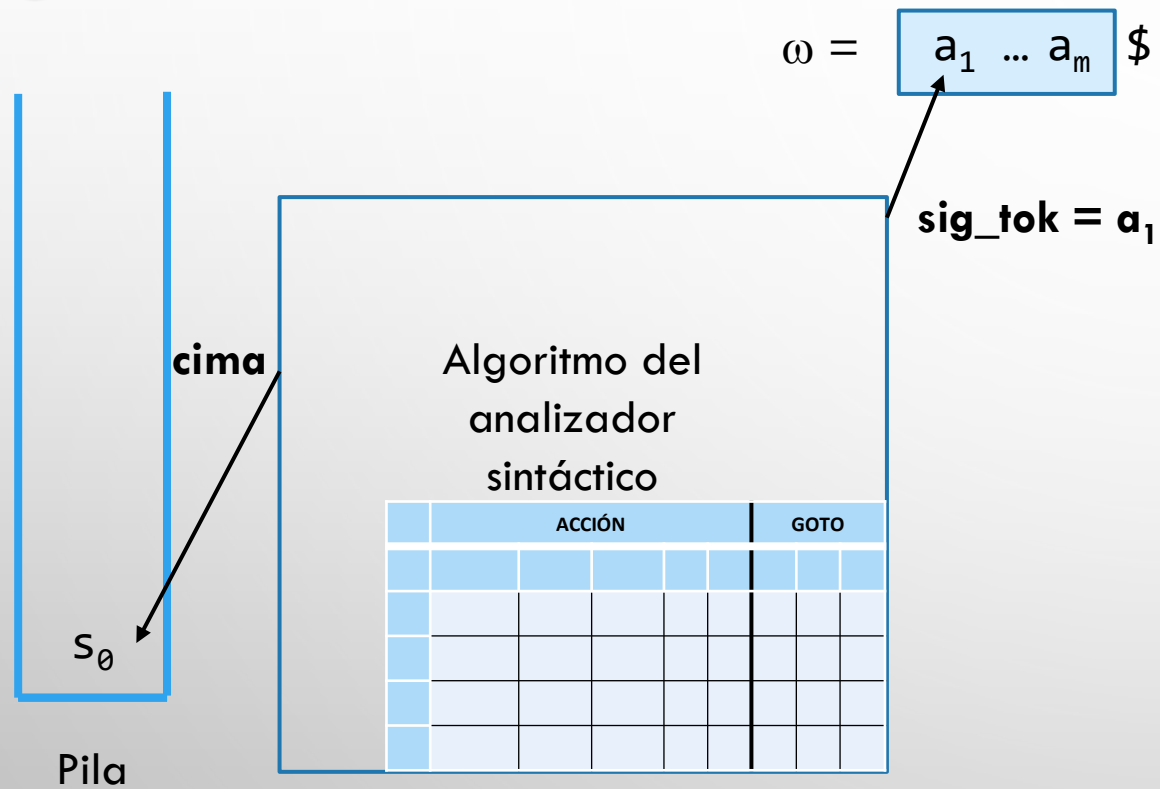 ω = a₁ … aₘ $
sig_tok = a₁
cima
Algoritmo del
analizador
sintáctico
ACCIÓN GOTO
s₀
Pila